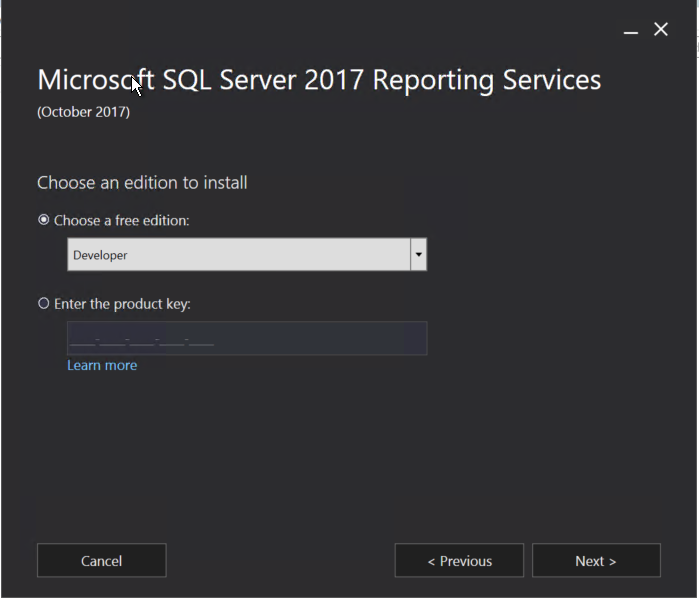 Microsoft SQL Server 2017 Reporting Services
(October 2017)
Choose an edition to install
Choose a free edition:
Developer
Enter the product key:
_____-_____-_____-_____-_____
Learn more
Cancel
< Previous
Next >